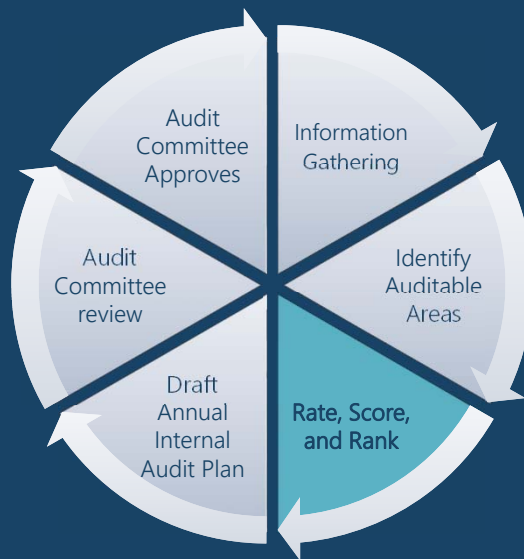 Information
Gathering
Identify
Auditable
Areas
Rate, Score,
and Rank
Draft
Annual
Internal
Audit Plan
Audit
Committee
review
Audit
Committee
Approves